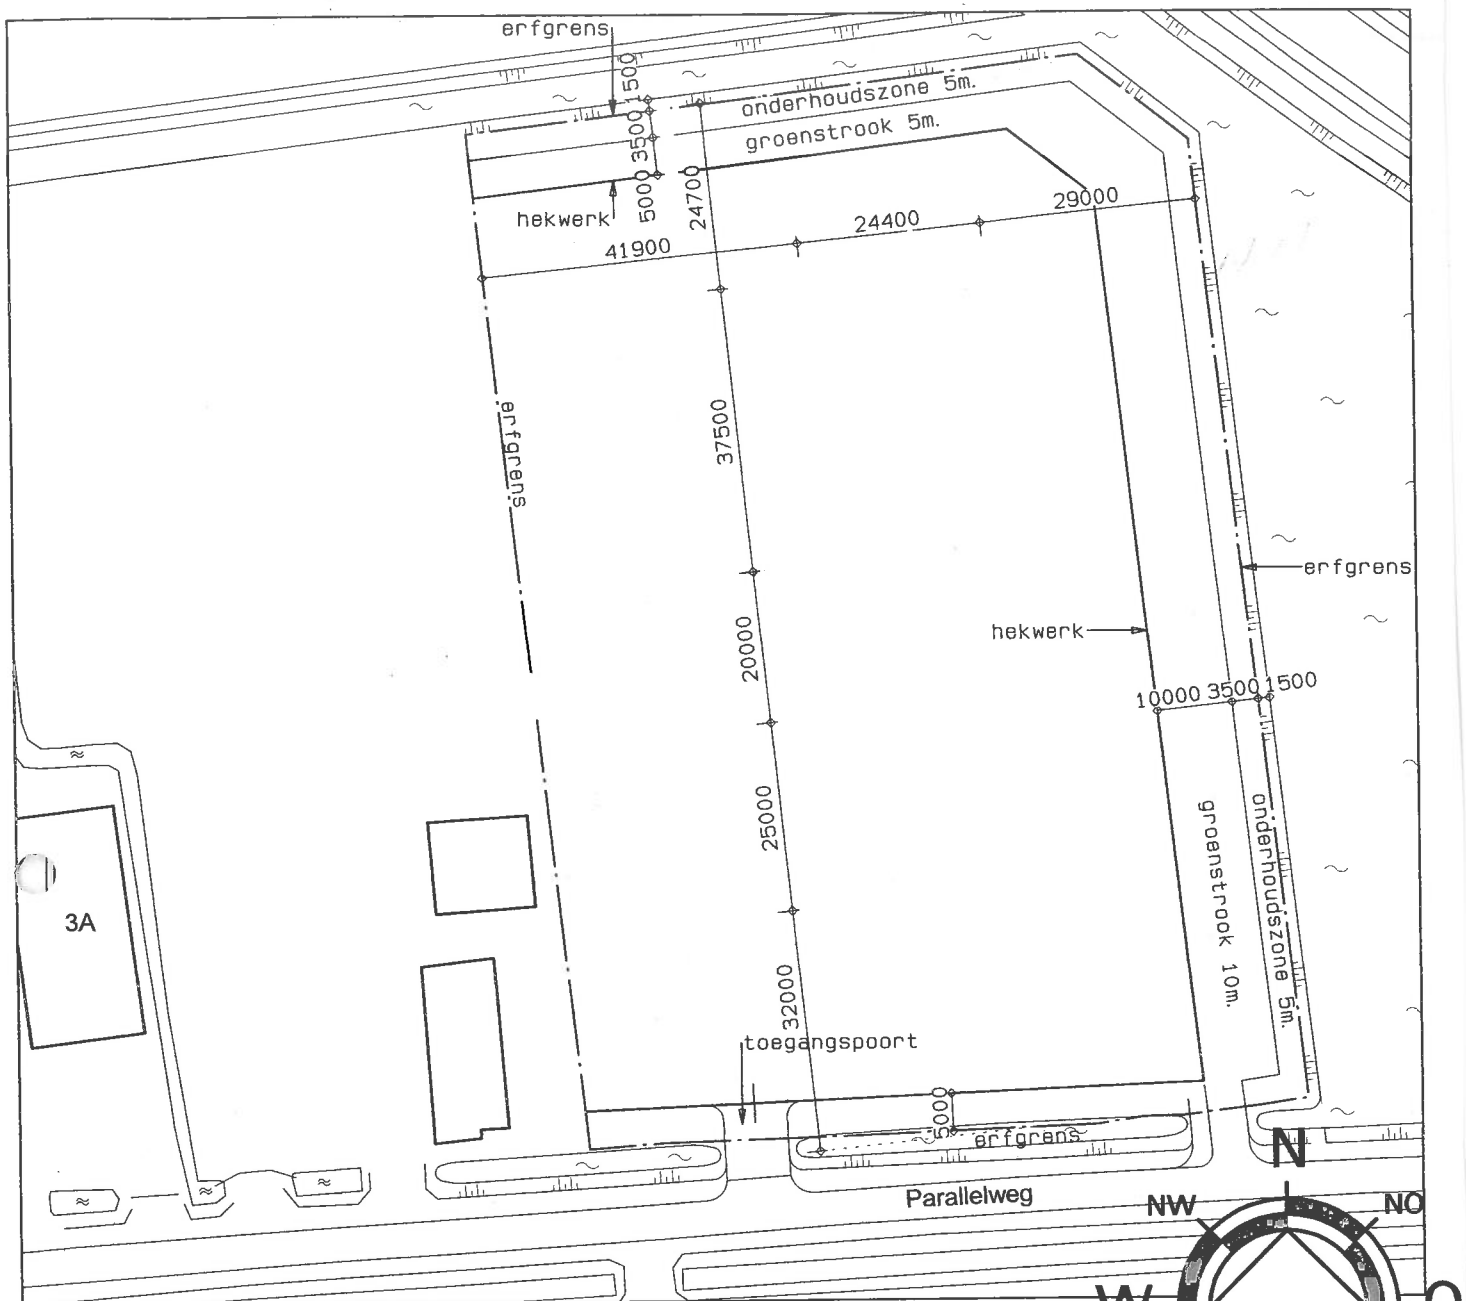 erfgrens
1500
onderhoudszone 5m.
3500
groenstrook 5m.
5000
24700
hekwerk
41900
24400
29000
37500
erfgrens
erfgrens
hekwerk
20000
10000
3500
1500
25000
groenstrook 10m.
onderhoudszone 5m.
3A
32000
toegangspoort
5000
erfgrens
Parallelweg
N
NW
NO
W
O